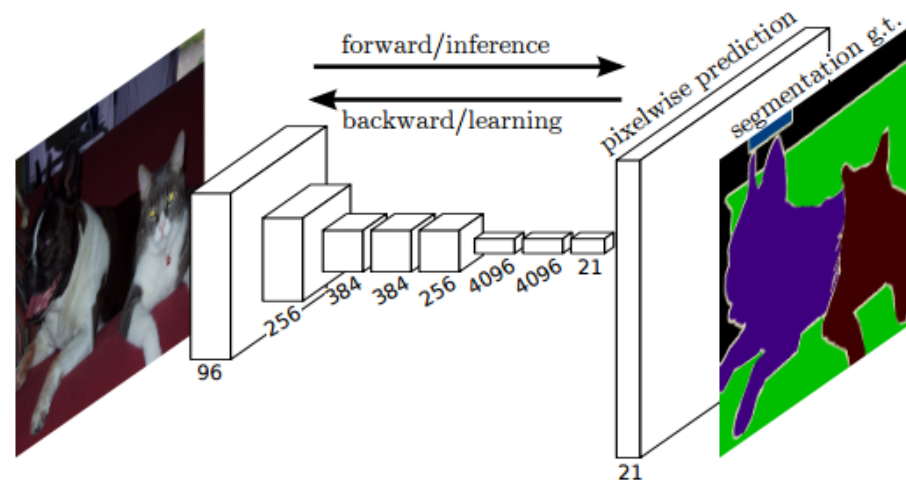 forward/inference
backward/learning
pixelwise prediction
segmentation g.t.
96
256
384
384
256
4096
4096
21
21